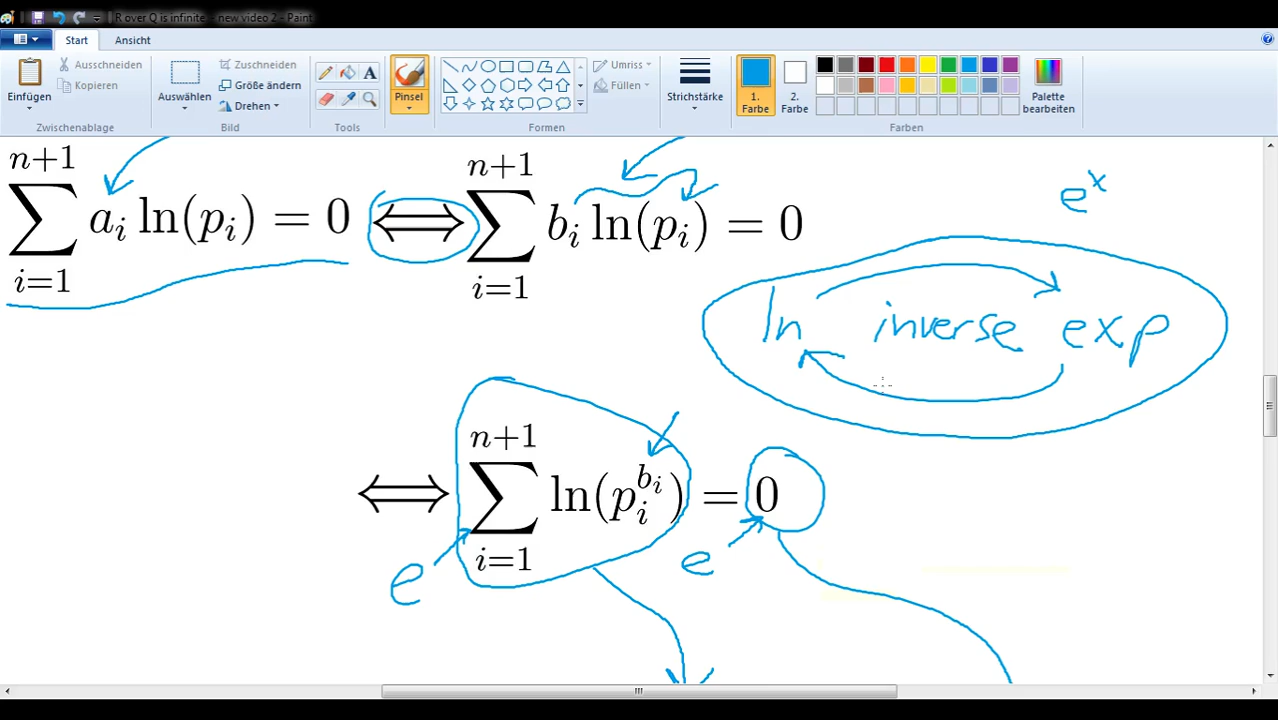 R over Q is infinite - new video 2 - Paint
Start Ansicht
Einfügen
Ausschneiden
Kopieren
Zwischenablage
Auswählen
Zuschneiden
Größe ändern
Drehen
Bild
A
Tools
Pinsel
Umriss
Füllen
Formen
Strichstärke
1. Farbe
2. Farbe
Palette bearbeiten
Farben
∑_{i=1}^{n+1} a_i ln(p_i) = 0 ⟺ ∑_{i=1}^{n+1} b_i ln(p_i) = 0
e^x
ln inverse exp
⟺ ∑_{i=1}^{n+1} ln(p_i^{b_i}) = 0
e e